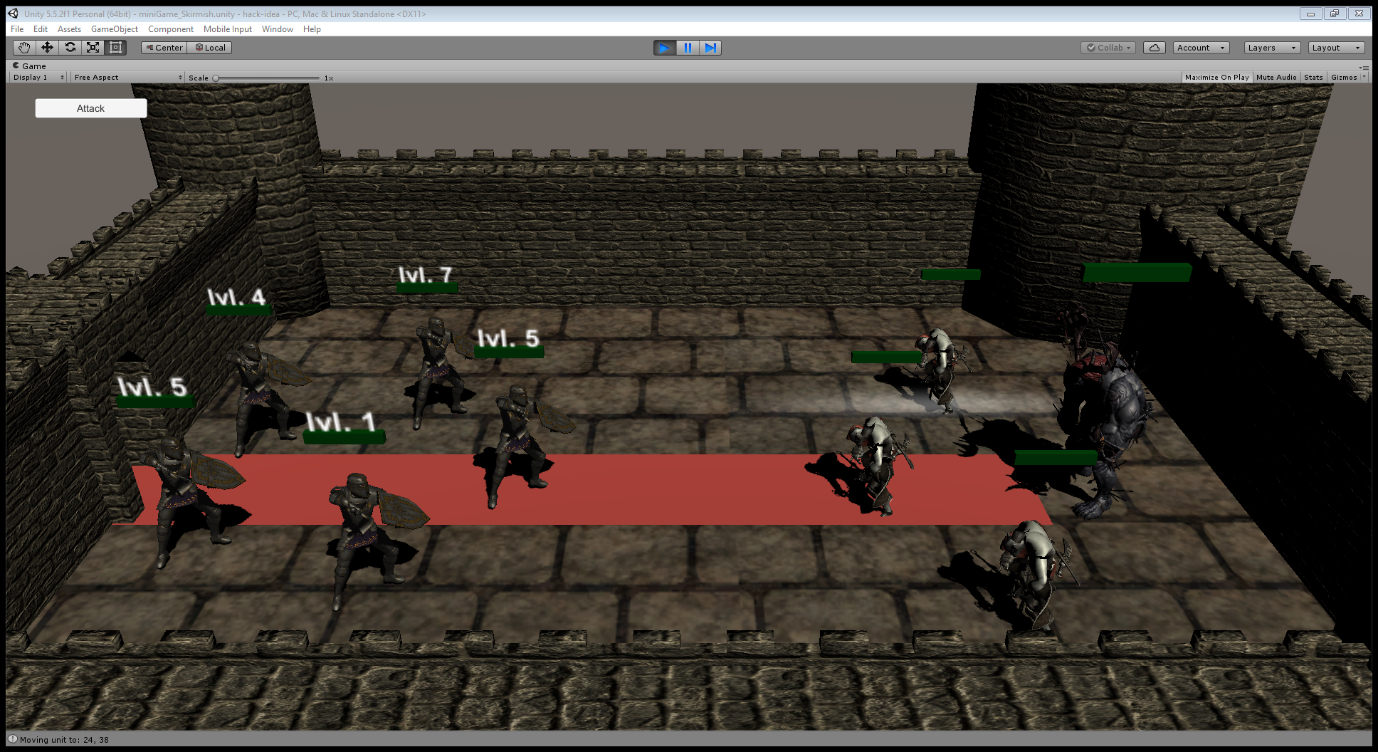 Unity 5.5.2f1 Personal (64bit) - miniGame_Skirmish.unity - hack-idea - PC, Mac & Linux Standalone <DX11>
File Edit Assets GameObject Component Mobile Input Window Help
Center Local Collab Account Layers Layout
Game
Display 1 Free Aspect Scale 1x Maximize On Play Mute Audio Stats Gizmos
Attack
lvl. 7
lvl. 4
lvl. 5
lvl. 5
lvl. 1
Moving unit to: 24, 38